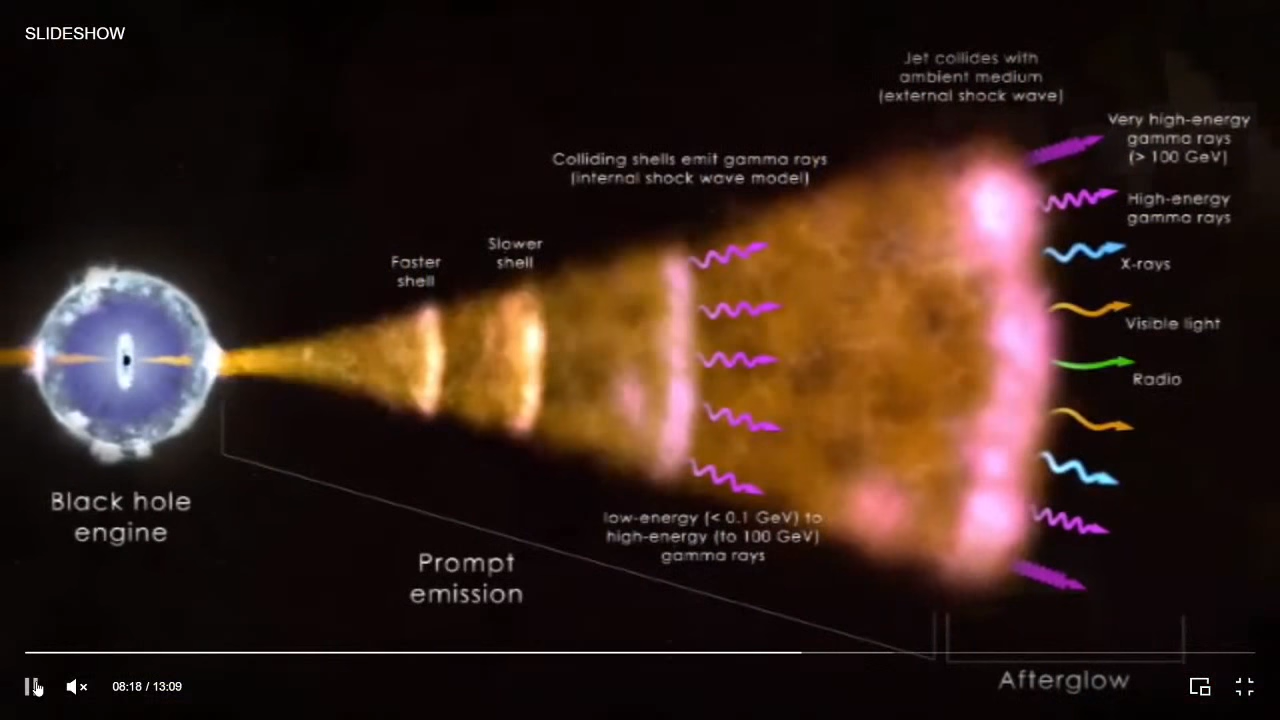 SLIDESHOW
Jet collides with
ambient medium
(external shock wave)
Very high-energy
gamma rays
(> 100 GeV)
Colliding shells emit gamma rays
(internal shock wave model)
High-energy
gamma rays
Slower
shell
Faster
shell
X-rays
Visible light
Radio
Black hole
engine
low-energy (< 0.1 GeV) to
high-energy (to 100 GeV)
gamma rays
Prompt
emission
Afterglow
08:18 / 13:09